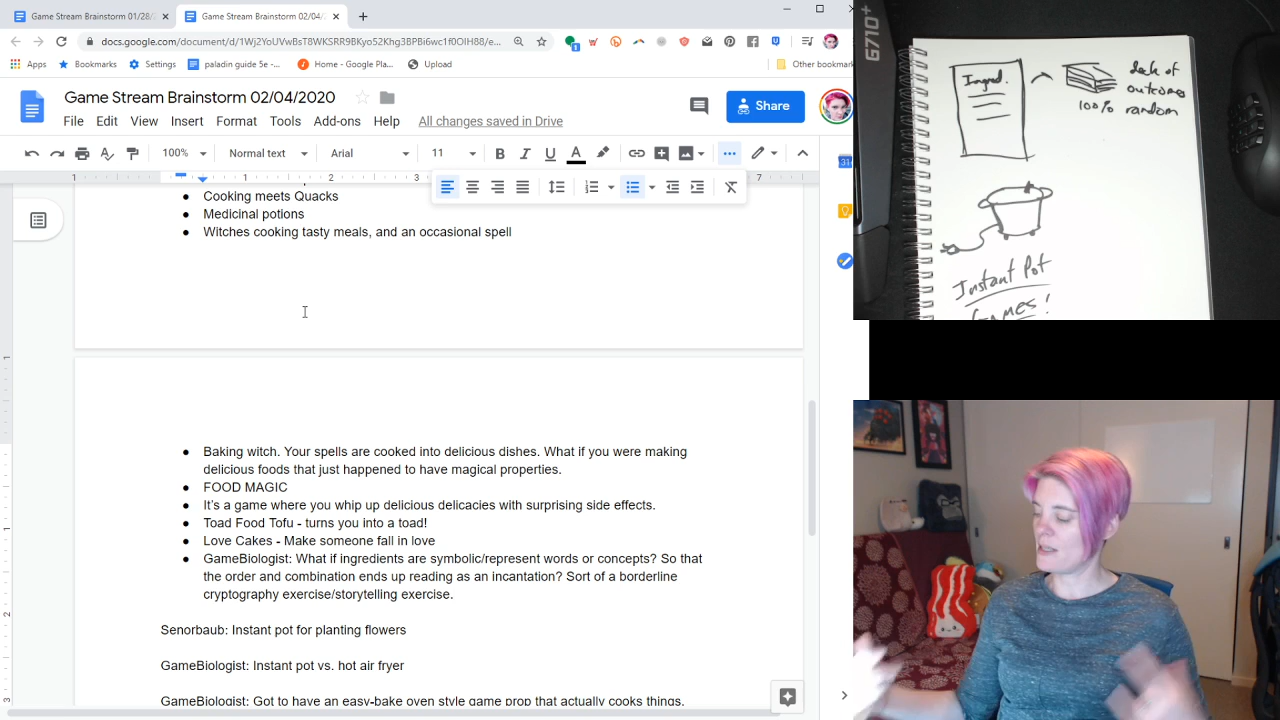 Game Stream Brainstorm 01/28/
Game Stream Brainstorm 02/04/
docs.google.com/document/d/1Wj2YoUVwBsT8WKSRR9BKyo52Khg3BPBi6wc1f0OIH88/e...
Apps
Bookmarks
paladin guide 5e -...
Home - Google Pla...
Upload
Other bookmar
Game Stream Brainstorm 02/04/2020
Share
File Edit View Insert Format Tools Add-ons Help All changes saved in Drive
100% Normal text Arial 11
Cooking meets Quacks
Medicinal potions
Witches cooking tasty meals, and an occasional spell
Baking witch. Your spells are cooked into delicious dishes. What if you were making
delicious foods that just happened to have magical properties.
FOOD MAGIC
It's a game where you whip up delicious delicacies with surprising side effects.
Toad Food Tofu - turns you into a toad!
Love Cakes - Make someone fall in love
GameBiologist: What if ingredients are symbolic/represent words or concepts? So that
the order and combination ends up reading as an incantation? Sort of a borderline
cryptography exercise/storytelling exercise.
Senorbaub: Instant pot for planting flowers
GameBiologist: Instant pot vs. hot air fryer
GameBiologist: Got to have an easy-bake oven style game prop that actually cooks things.
G710+
Ingred.
deck of
outcomes
100% random
Instant Pot
Games!